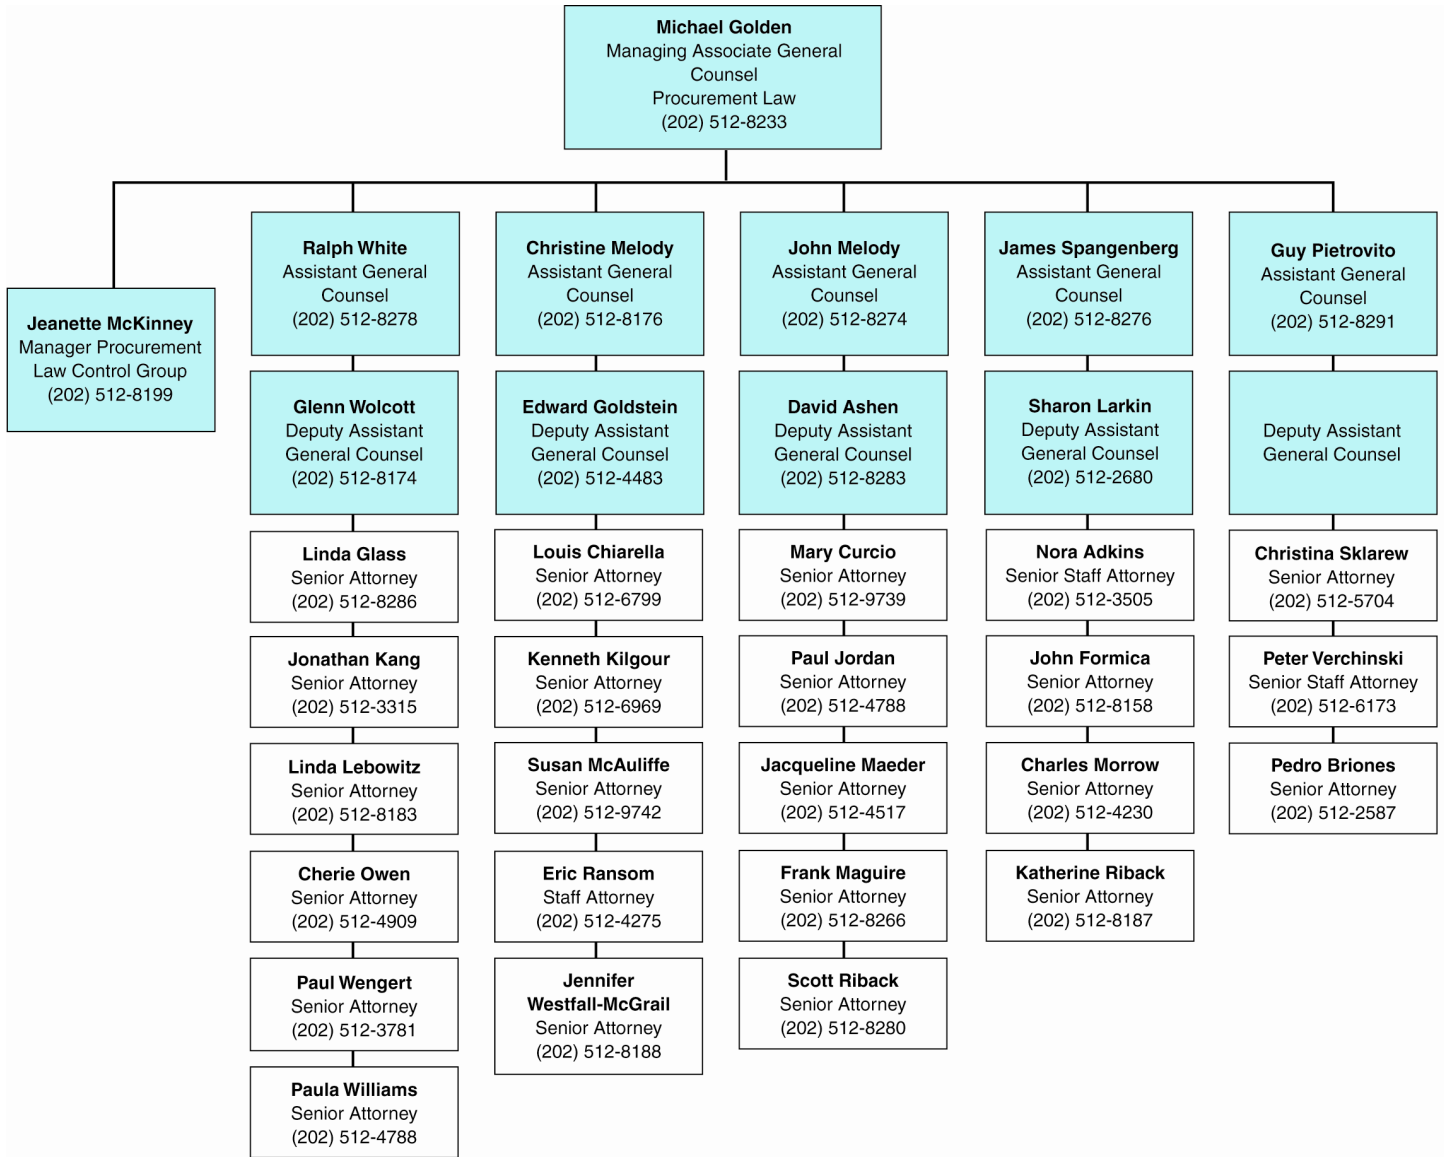 Michael Golden
Managing Associate General
Counsel
Procurement Law
(202) 512-8233
Jeanette McKinney
Manager Procurement
Law Control Group
(202) 512-8199
Ralph White
Assistant General
Counsel
(202) 512-8278
Glenn Wolcott
Deputy Assistant
General Counsel
(202) 512-8174
Linda Glass
Senior Attorney
(202) 512-8286
Jonathan Kang
Senior Attorney
(202) 512-3315
Linda Lebowitz
Senior Attorney
(202) 512-8183
Cherie Owen
Senior Attorney
(202) 512-4909
Paul Wengert
Senior Attorney
(202) 512-3781
Paula Williams
Senior Attorney
(202) 512-4788
Christine Melody
Assistant General
Counsel
(202) 512-8176
Edward Goldstein
Deputy Assistant
General Counsel
(202) 512-4483
Louis Chiarella
Senior Attorney
(202) 512-6799
Kenneth Kilgour
Senior Attorney
(202) 512-6969
Susan McAuliffe
Senior Attorney
(202) 512-9742
Eric Ransom
Staff Attorney
(202) 512-4275
Jennifer
Westfall-McGrail
Senior Attorney
(202) 512-8188
John Melody
Assistant General
Counsel
(202) 512-8274
David Ashen
Deputy Assistant
General Counsel
(202) 512-8283
Mary Curcio
Senior Attorney
(202) 512-9739
Paul Jordan
Senior Attorney
(202) 512-4788
Jacqueline Maeder
Senior Attorney
(202) 512-4517
Frank Maguire
Senior Attorney
(202) 512-8266
Scott Riback
Senior Attorney
(202) 512-8280
James Spangenberg
Assistant General
Counsel
(202) 512-8276
Sharon Larkin
Deputy Assistant
General Counsel
(202) 512-2680
Nora Adkins
Senior Staff Attorney
(202) 512-3505
John Formica
Senior Attorney
(202) 512-8158
Charles Morrow
Senior Attorney
(202) 512-4230
Katherine Riback
Senior Attorney
(202) 512-8187
Guy Pietrovito
Assistant General
Counsel
(202) 512-8291
Deputy Assistant
General Counsel
Christina Sklarew
Senior Attorney
(202) 512-5704
Peter Verchinski
Senior Staff Attorney
(202) 512-6173
Pedro Briones
Senior Attorney
(202) 512-2587